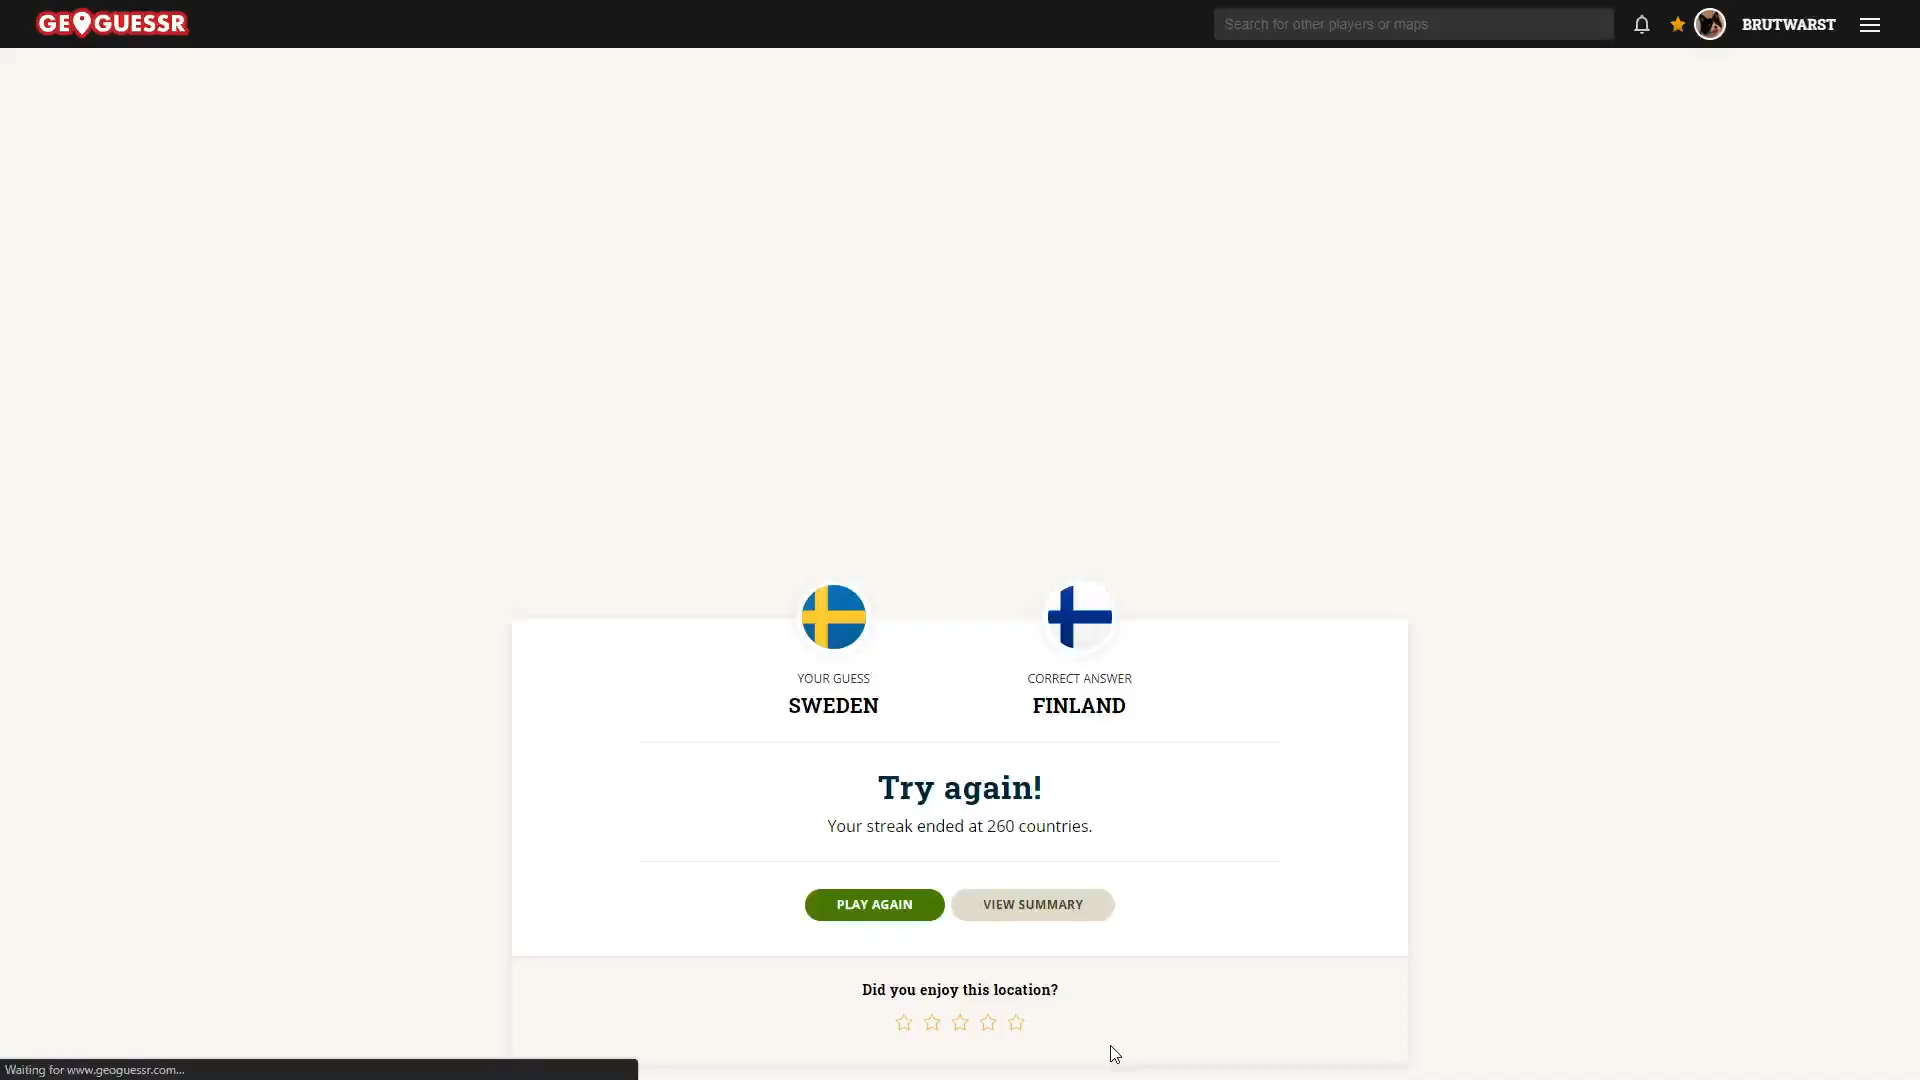 GEOGUESSR
Search for other players or maps
BRUTWARST
YOUR GUESS
SWEDEN
CORRECT ANSWER
FINLAND
Try again!
Your streak ended at 260 countries.
PLAY AGAIN
VIEW SUMMARY
Did you enjoy this location?
Waiting for www.geoguessr.com...